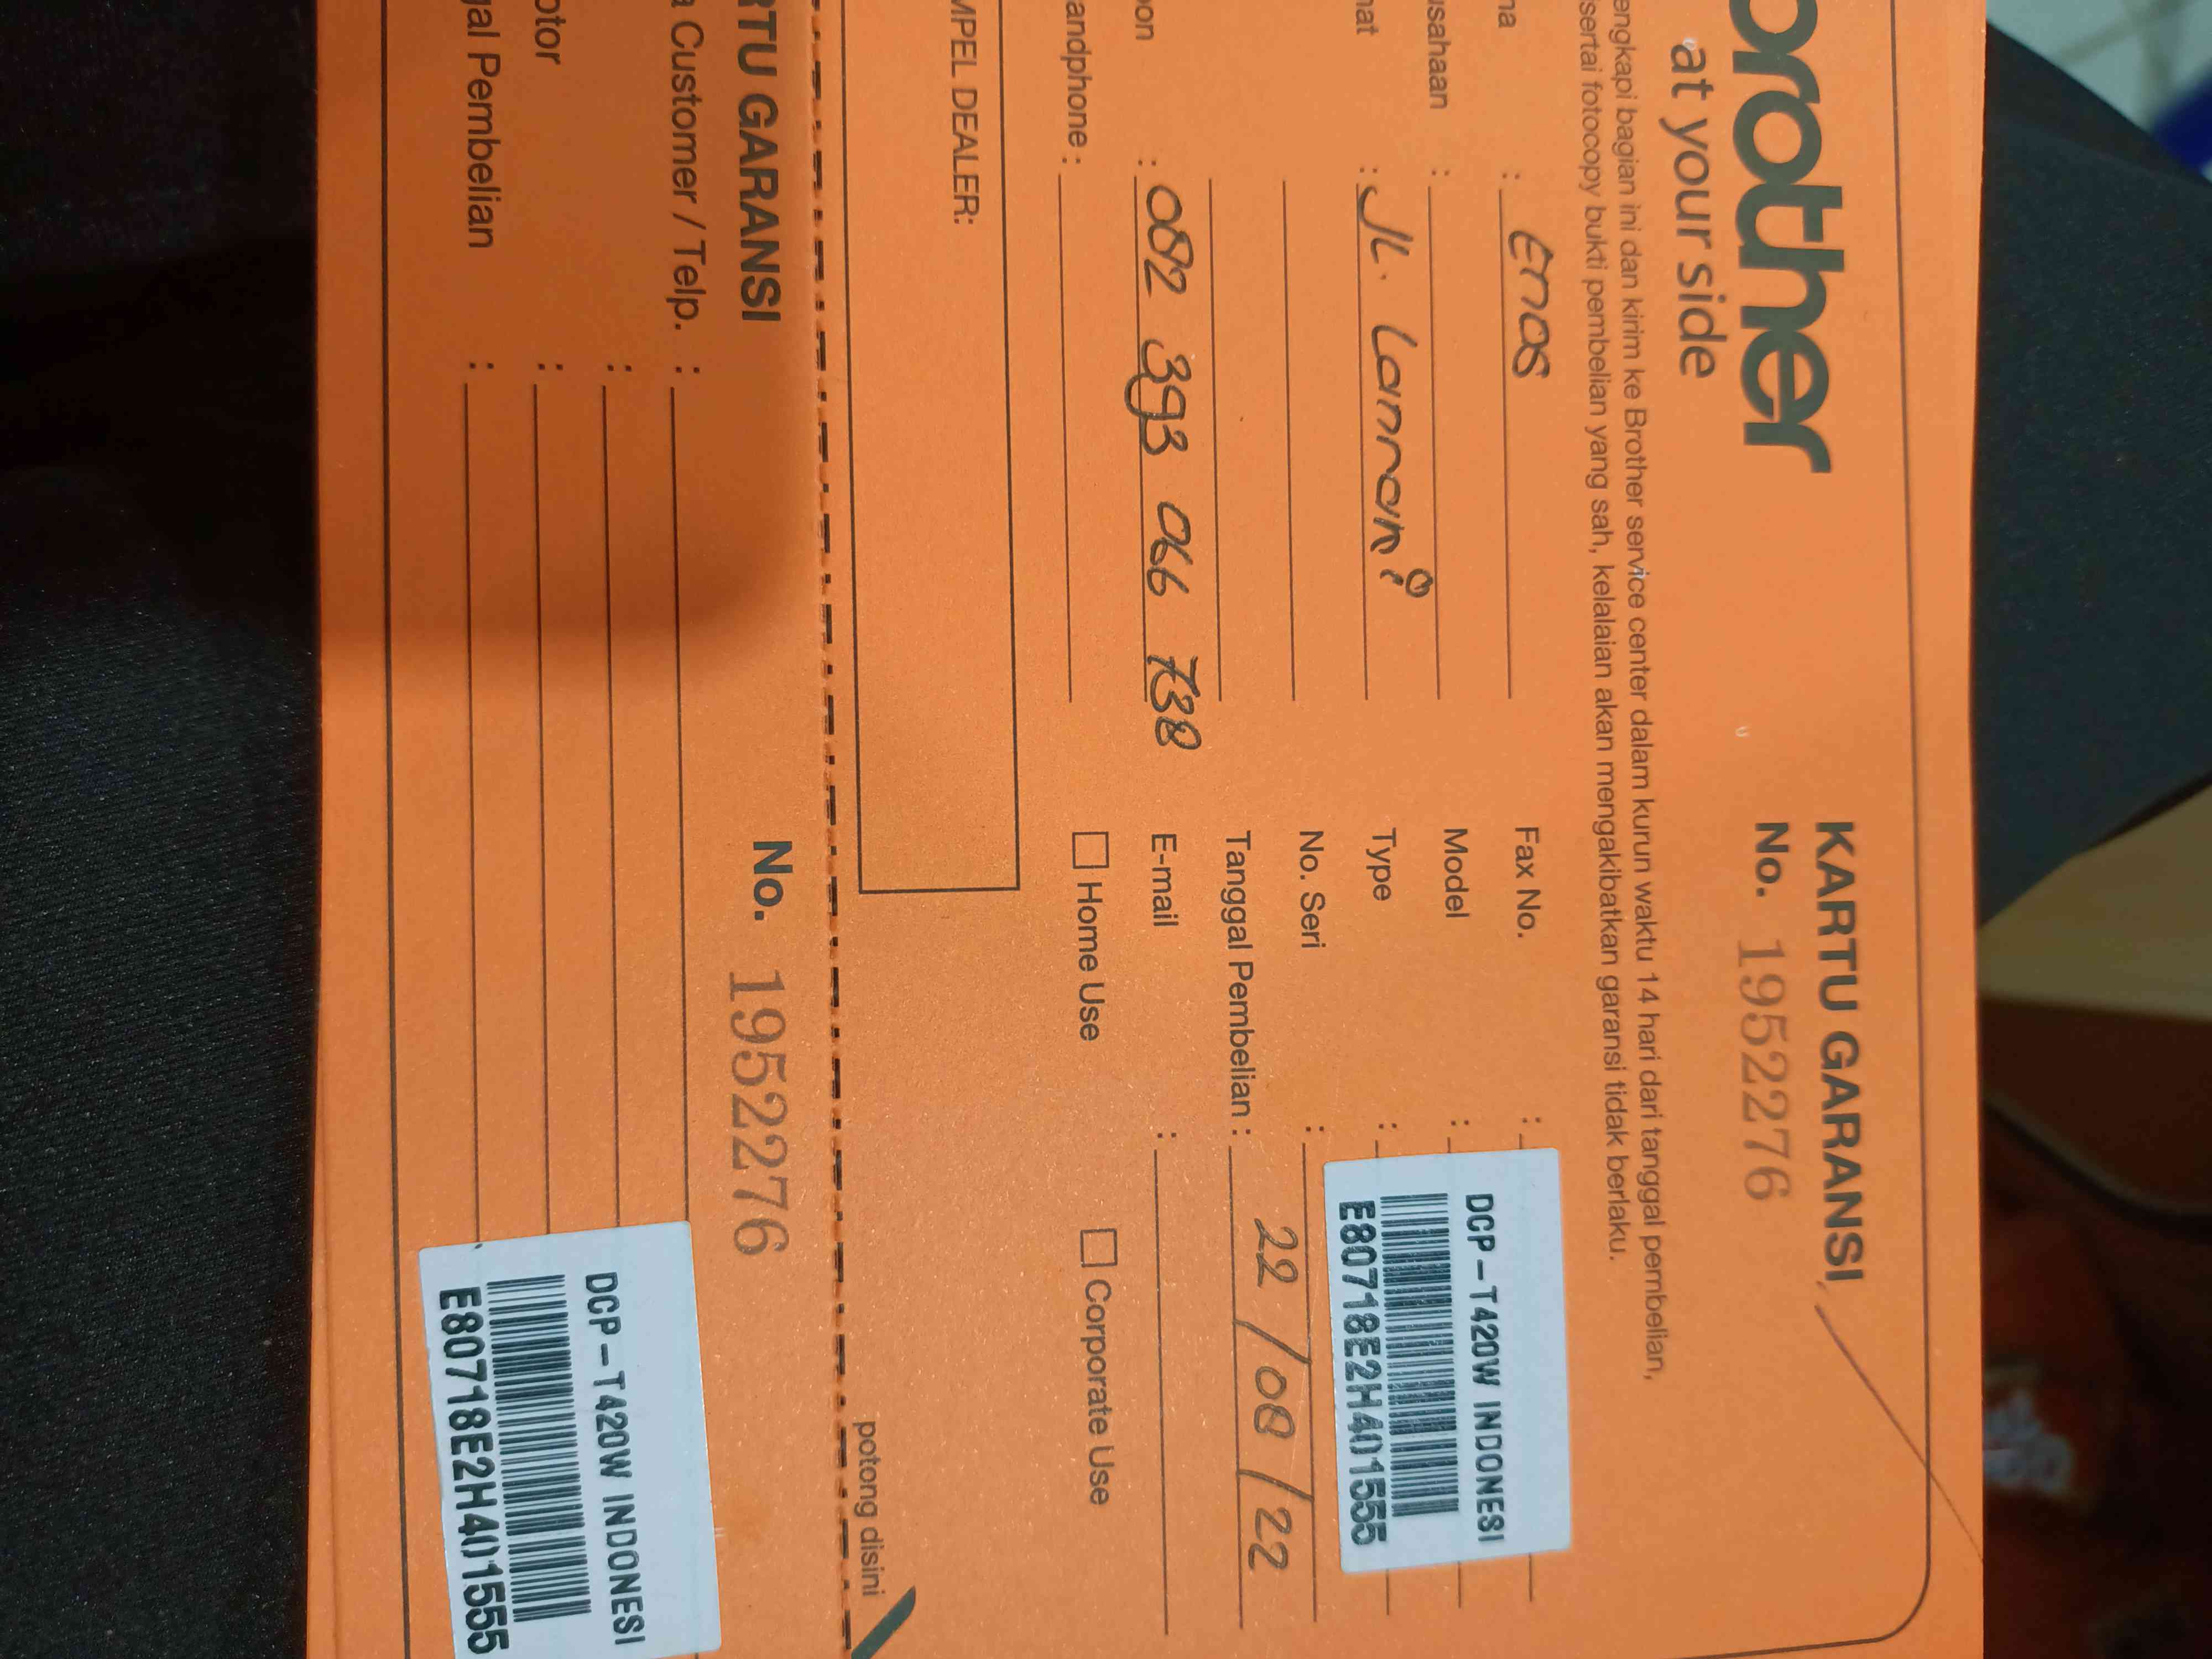 brother
at your side
KARTU GARANSI
No. 1952276
engkapi bagian ini dan kirim ke Brother service center dalam kurun waktu 14 hari dari tanggal pembelian,
sertai fotocopy bukti pembelian yang sah, kelalaian akan mengakibatkan garansi tidak berlaku.
na : Enos
Fax No. :
usahaan :
Model :
DCP-T420W INDONESI
nat : JL.
Type :
E80718E2H401555
No. Seri :
Tanggal Pembelian : 22/08/22
on : 082 393 066 738
E-mail :
andphone :
Home Use
Corporate Use
MPEL DEALER:
potong disini
RTU GARANSI
No. 1952276
a Customer / Telp. :
:
otor :
gal Pembelian :
DCP-T420W INDONESI
E80718E2H401555